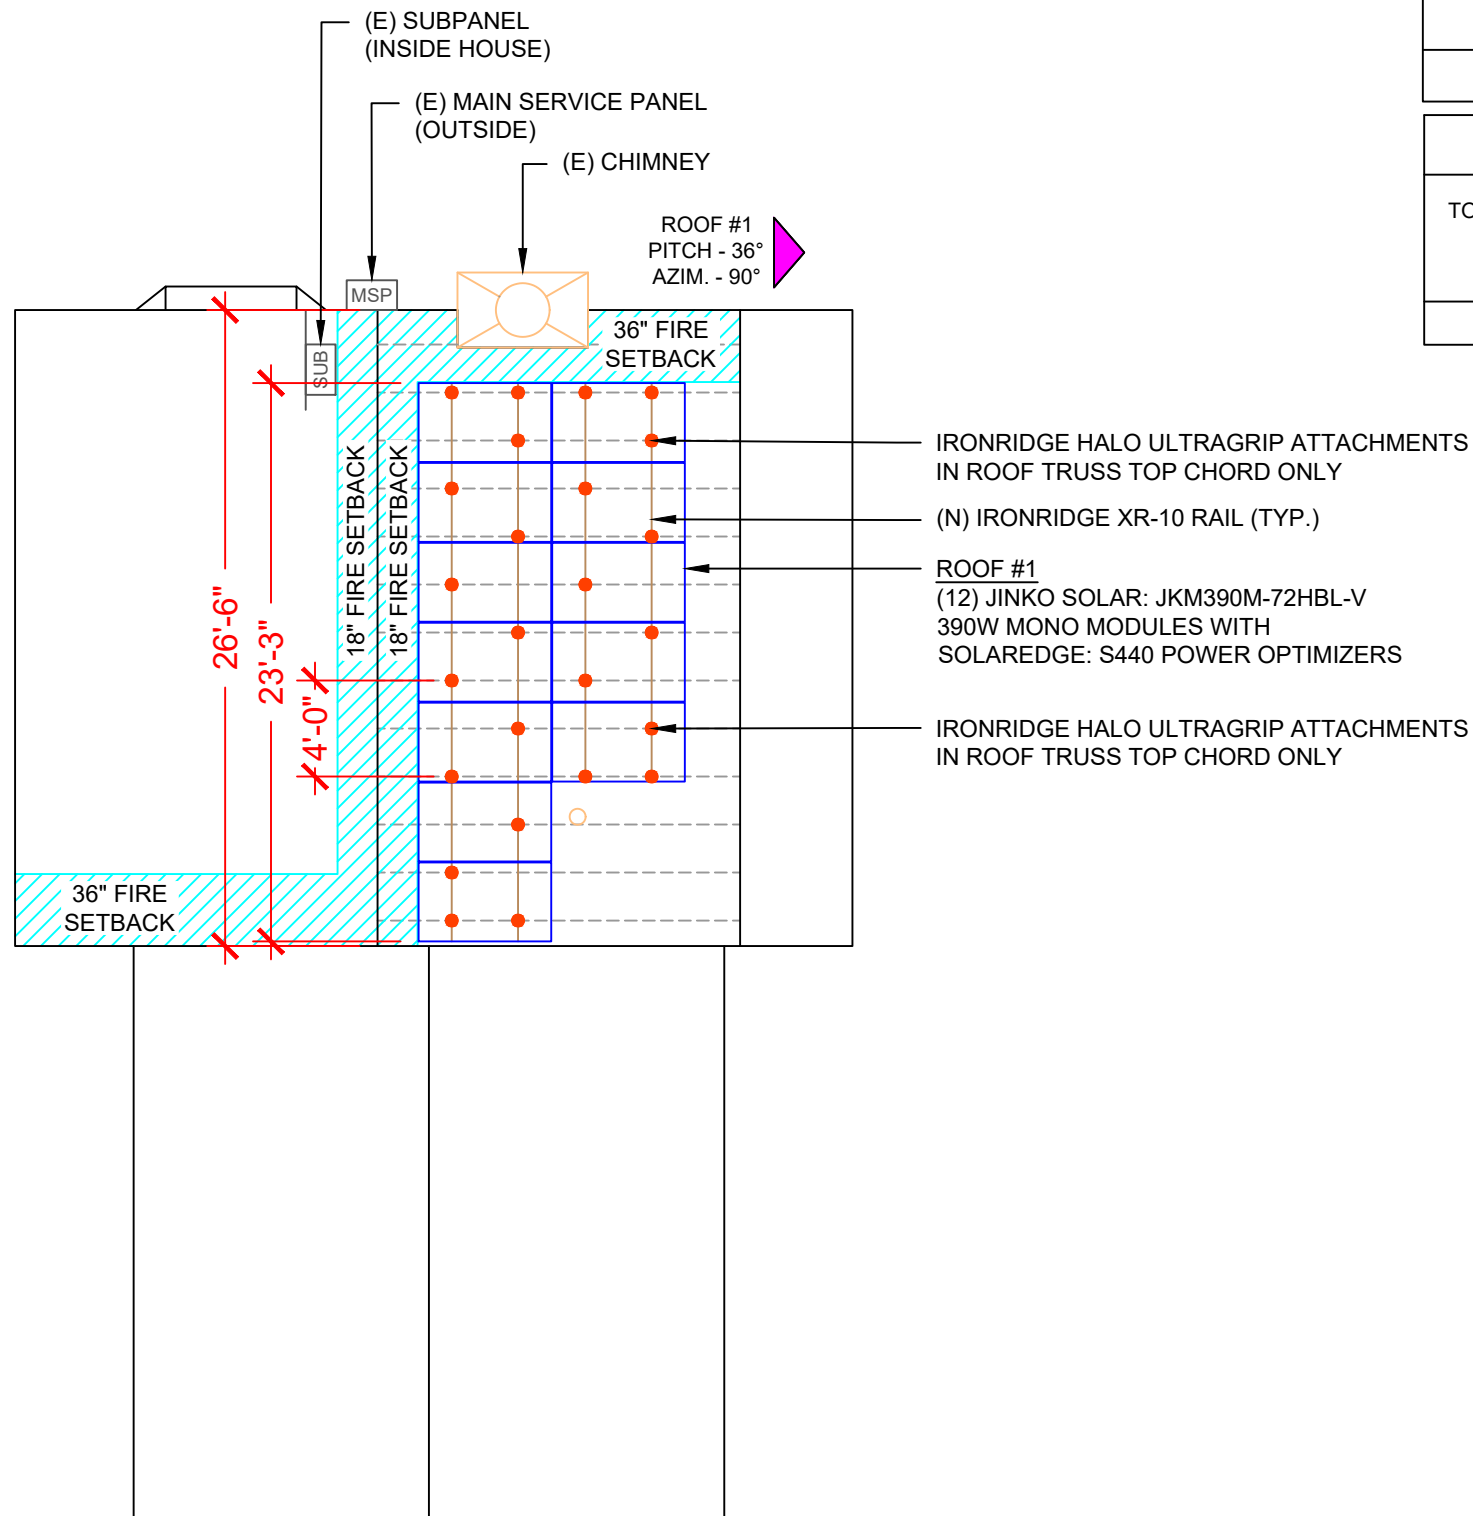 (E) SUBPANEL
(INSIDE HOUSE)
(E) MAIN SERVICE PANEL
(OUTSIDE)
(E) CHIMNEY
ROOF #1
PITCH - 36°
AZIM. - 90°
TO
MSP
SUB
36" FIRE
SETBACK
18" FIRE SETBACK
18" FIRE SETBACK
26'-6"
23'-3"
4'-0"
IRONRIDGE HALO ULTRAGRIP ATTACHMENTS
IN ROOF TRUSS TOP CHORD ONLY
(N) IRONRIDGE XR-10 RAIL (TYP.)
ROOF #1
(12) JINKO SOLAR: JKM390M-72HBL-V
390W MONO MODULES WITH
SOLAREDGE: S440 POWER OPTIMIZERS
IRONRIDGE HALO ULTRAGRIP ATTACHMENTS
IN ROOF TRUSS TOP CHORD ONLY
36" FIRE
SETBACK